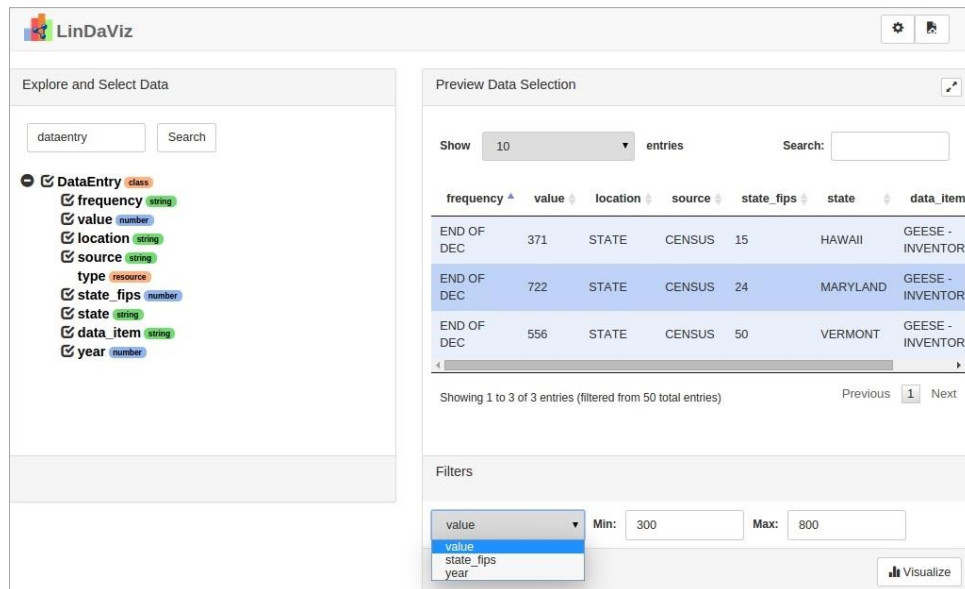 LinDaViz
Explore and Select Data
dataentry Search
DataEntry class
frequency string
value number
location string
source string
type resource
state_fips number
state string
data_item string
year number
Preview Data Selection
Show 10 entries Search:
frequency value location source state_fips state data_item
END OF
DEC 371 STATE CENSUS 15 HAWAII GEESE -
INVENTOR
END OF
DEC 722 STATE CENSUS 24 MARYLAND GEESE -
INVENTOR
END OF
DEC 556 STATE CENSUS 50 VERMONT GEESE -
INVENTOR
Showing 1 to 3 of 3 entries (filtered from 50 total entries) Previous 1 Next
Filters
value Min: 300 Max: 800
value
state_fips
year
Visualize